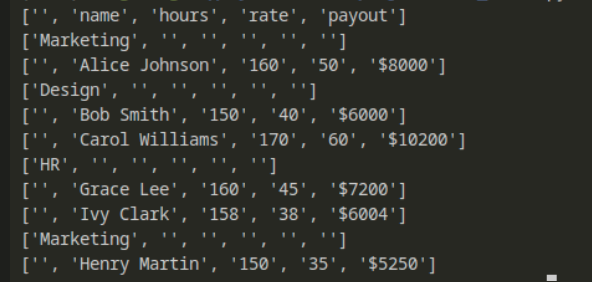 ['', 'name', 'hours', 'rate', 'payout']
['Marketing', '', '', '', '', '']
['', 'Alice Johnson', '160', '50', '$8000']
['Design', '', '', '', '', '']
['', 'Bob Smith', '150', '40', '$6000']
['', 'Carol Williams', '170', '60', '$10200']
['HR', '', '', '', '', '']
['', 'Grace Lee', '160', '45', '$7200']
['', 'Ivy Clark', '158', '38', '$6004']
['Marketing', '', '', '', '', '']
['', 'Henry Martin', '150', '35', '$5250']